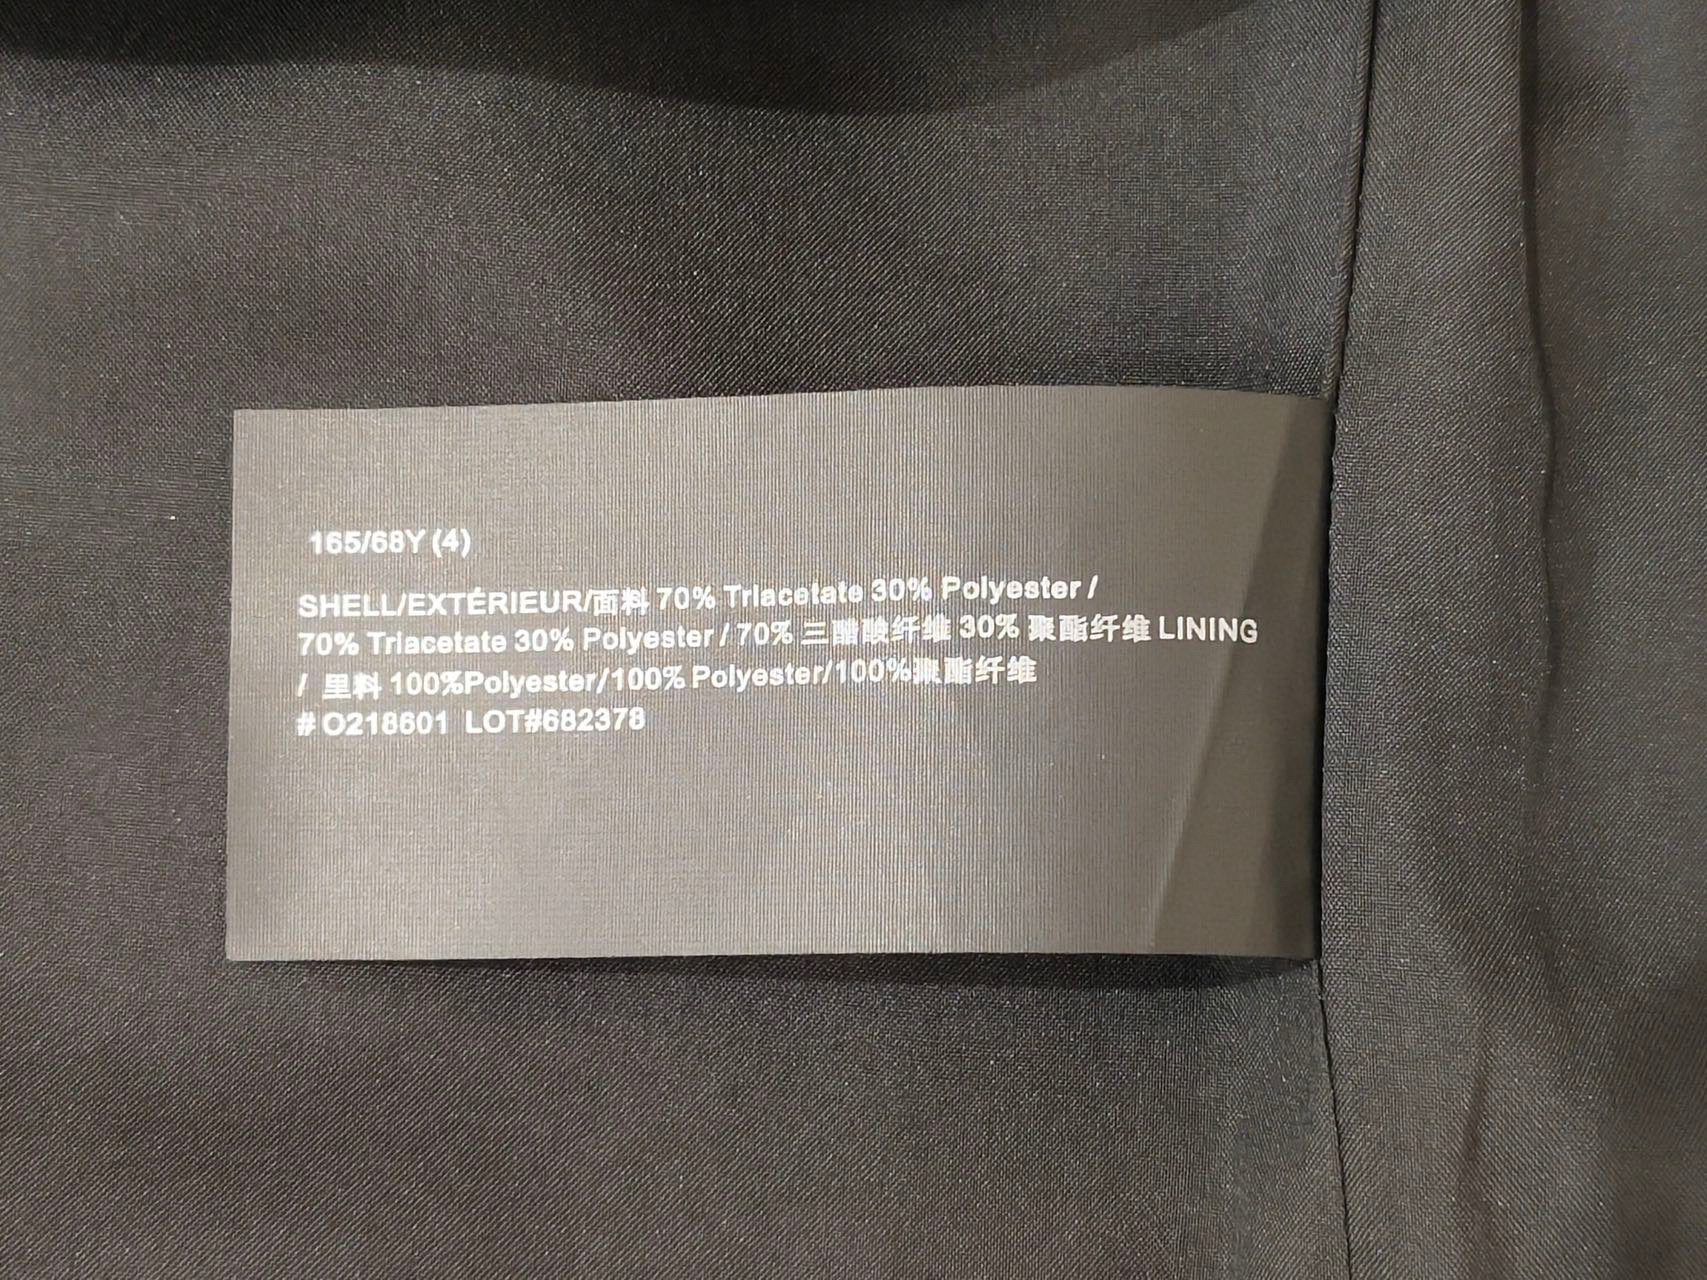 165/68Y (4)
SHELL/EXTÉRIEUR/面料 70% Triacetate 30% Polyester /
70% Triacetate 30% Polyester / 70% 三醋酸纤维 30% 聚酯纤维 LINING
/ 里料 100%Polyester/100% Polyester/100%聚酯纤维
# O218601 LOT#682378